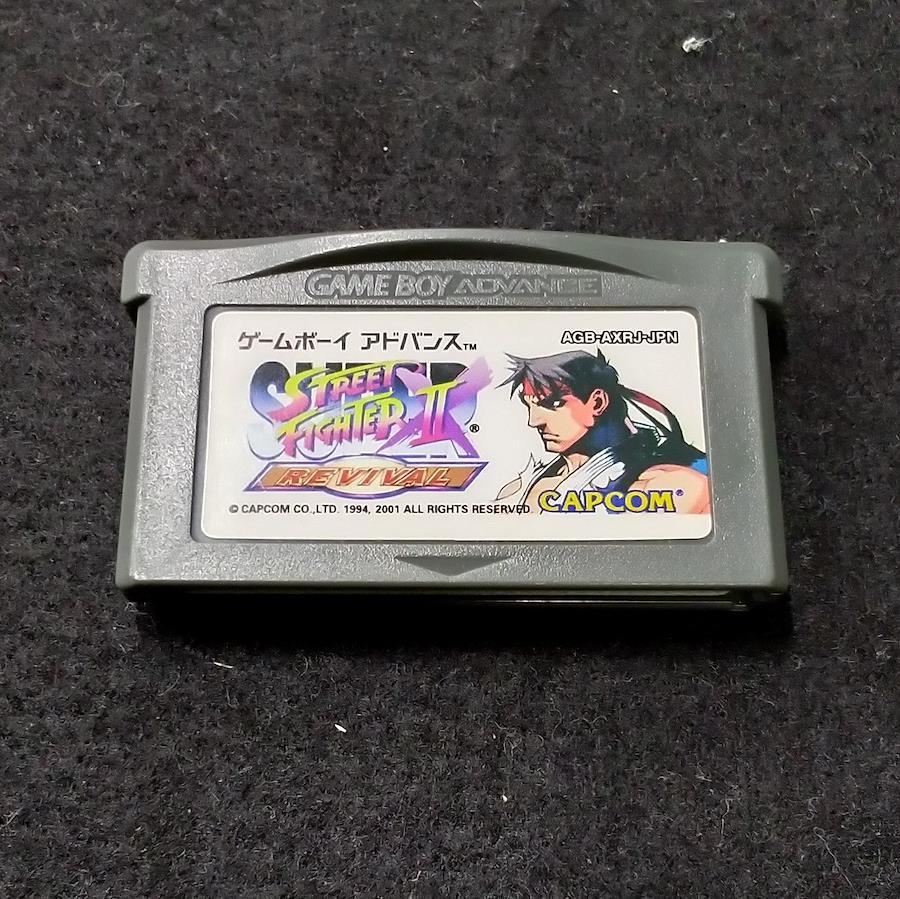 GAME BOY ADVANCE
ゲームボーイ アドバンス™
AGB-AXRJ-JPN
SUPER
STREET
FIGHTER II X®
REVIVAL
© CAPCOM CO.,LTD. 1994, 2001 ALL RIGHTS RESERVED.
CAPCOM®